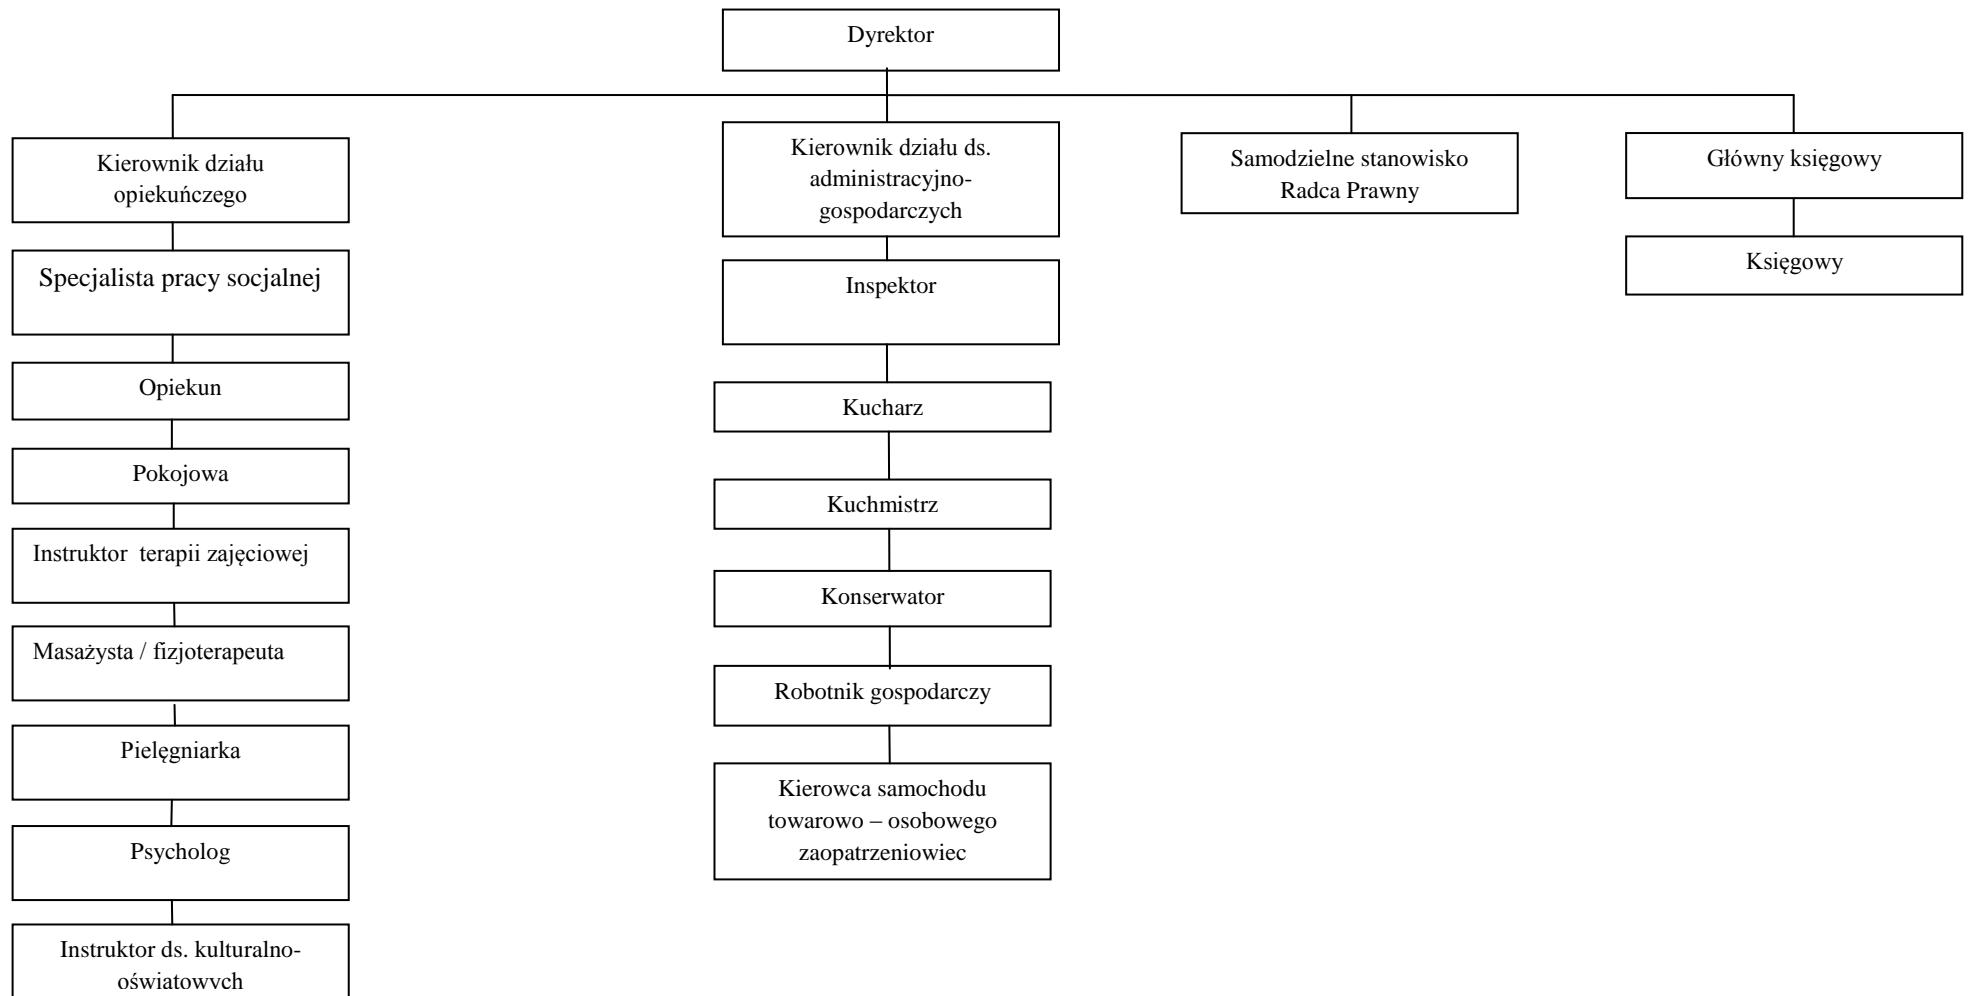 Dyrektor
Kierownik działu
opiekuńczego
Specjalista pracy socjalnej
Opiekun
Pokojowa
Instruktor  terapii zajęciowej
Masażysta / fizjoterapeuta
Pielęgniarka
Psycholog
Instruktor ds. kulturalno-
oświatowych
Kierownik działu ds.
administracyjno-
gospodarczych
Inspektor
Kucharz
Kuchmistrz
Konserwator
Robotnik gospodarczy
Kierowca samochodu
towarowo – osobowego
zaopatrzeniowiec
Samodzielne stanowisko
Radca Prawny
Główny księgowy
Księgowy